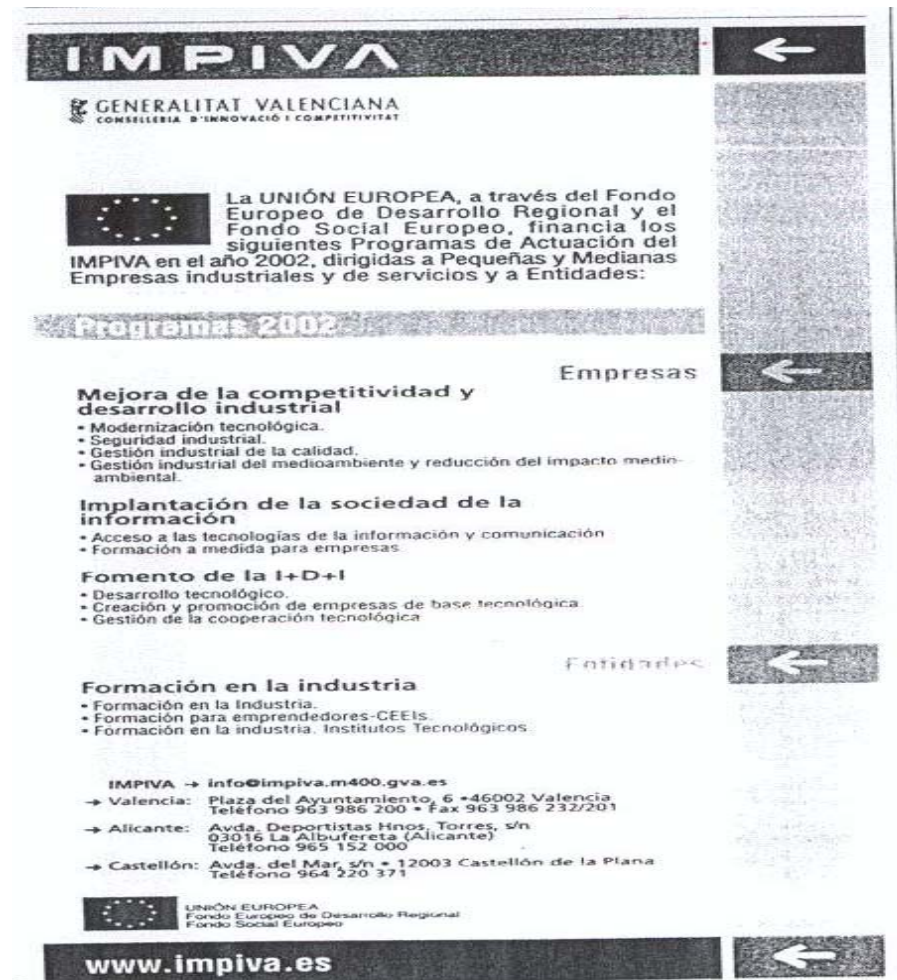 IMPIVA
GENERALITAT VALENCIANA
CONSELLERIA D'INNOVACIÓ I COMPETITIVITAT
La UNIÓN EUROPEA, a través del Fondo
Europeo de Desarrollo Regional y el
Fondo Social Europeo, financia los
siguientes Programas de Actuación del
IMPIVA en el año 2002, dirigidas a Pequeñas y Medianas
Empresas industriales y de servicios y a Entidades:
Programas 2002
Empresas
Mejora de la competitividad y
desarrollo industrial
• Modernización tecnológica.
• Seguridad industrial.
• Gestión industrial de la calidad.
• Gestión industrial del medioambiente y reducción del impacto medio-
ambiental.
Implantación de la sociedad de la
información
• Acceso a las tecnologías de la información y comunicación
• Formación a medida para empresas
Fomento de la I+D+I
• Desarrollo tecnológico.
• Creación y promoción de empresas de base tecnológica
• Gestión de la cooperación tecnológica
Entidades
Formación en la industria
• Formación en la Industria.
• Formación para emprendedores-CEEIs.
• Formación en la industria. Institutos Tecnológicos
IMPIVA → info@impiva.m400.gva.es
→ Valencia: Plaza del Ayuntamiento, 6 •46002 Valencia
Teléfono 963 986 200 • Fax 963 986 232/201
→ Alicante: Avda. Deportistas Hnos, Torres, s/n
03016 La Albufereta (Alicante)
Teléfono 965 152 000
→ Castellón: Avda. del Mar, s/n • 12003 Castellón de la Plana
Teléfono 964 220 371
UNIÓN EUROPEA
Fondo Europeo de Desarrollo Regional
Fondo Social Europeo
www.impiva.es